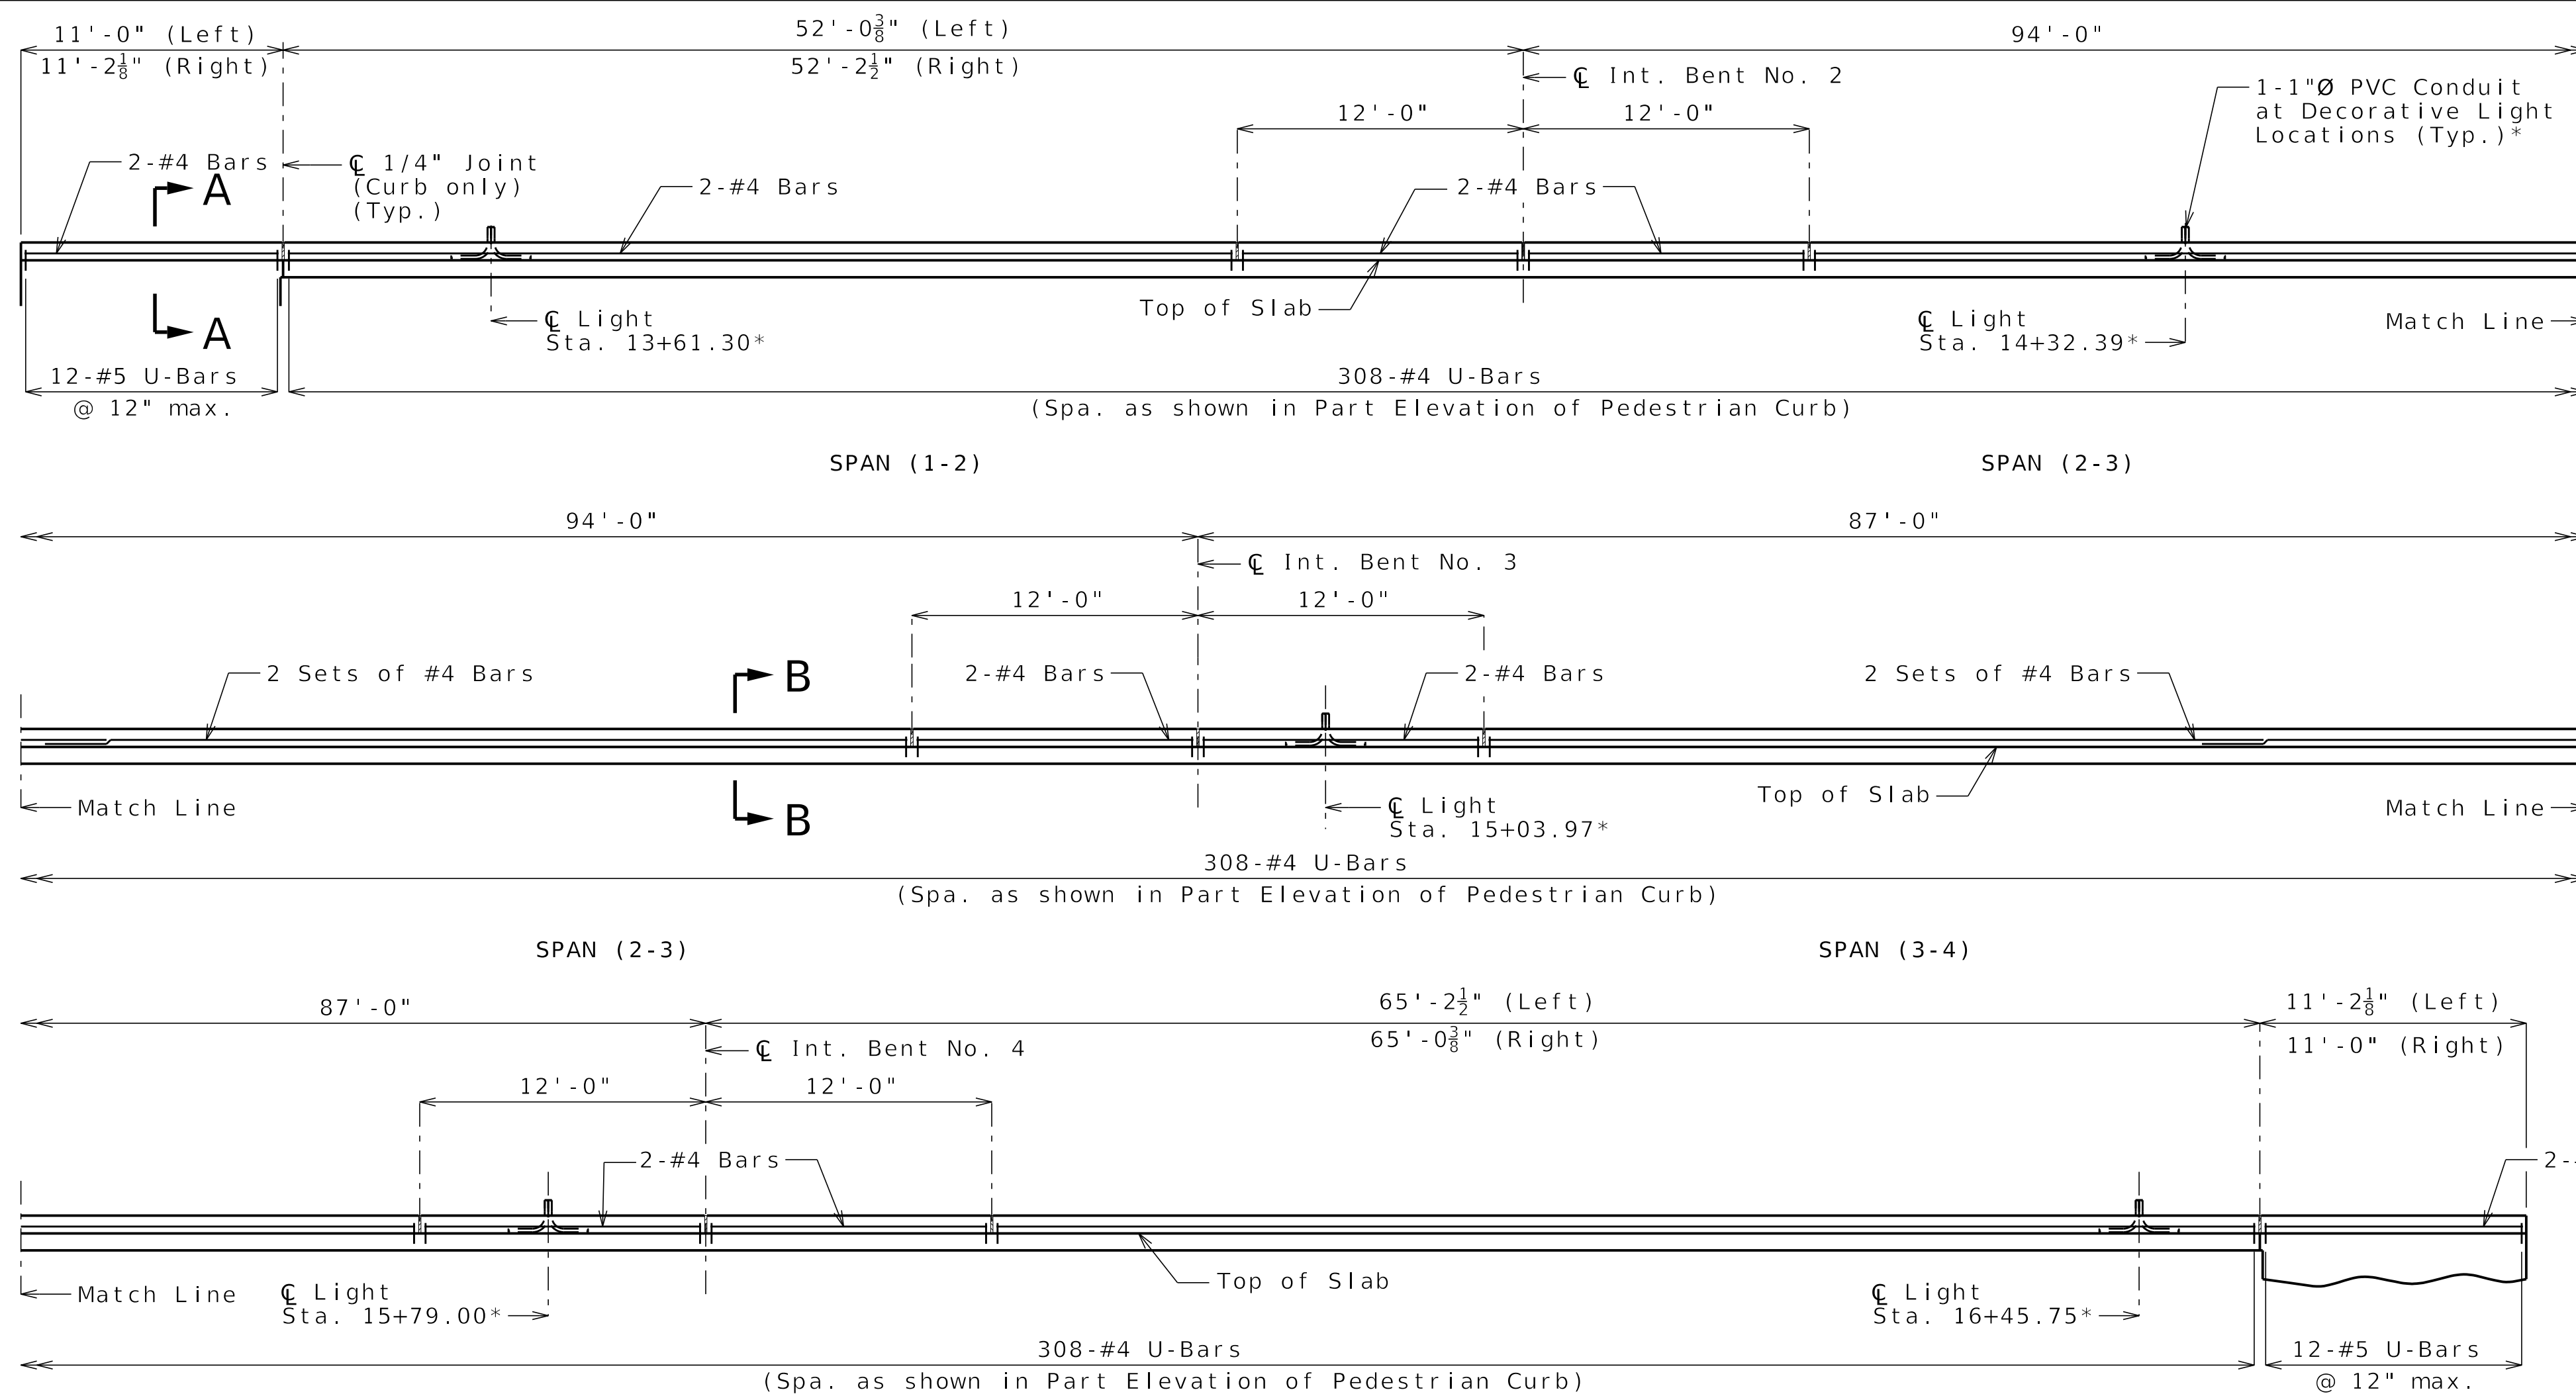 11'-0" (Left)
11'-2⅛" (Right)
52'-0⅜" (Left)
52'-2½" (Right)
94'-0"
℄ Int. Bent No. 2
12'-0"
12'-0"
1-1"Ø PVC Conduit
at Decorative Light
Locations (Typ.)*
2-#4 Bars
A
℄ 1/4" Joint
(Curb only)
(Typ.)
2-#4 Bars
2-#4 Bars
Top of Slab
A
℄ Light
Sta. 13+61.30*
℄ Light
Sta. 14+32.39*
Match Line
12-#5 U-Bars
@ 12" max.
308-#4 U-Bars
(Spa. as shown in Part Elevation of Pedestrian Curb)
SPAN (1-2)
SPAN (2-3)
94'-0"
87'-0"
℄ Int. Bent No. 3
12'-0"
12'-0"
2 Sets of #4 Bars
B
2-#4 Bars
2-#4 Bars
2 Sets of #4 Bars
Match Line
B
℄ Light
Sta. 15+03.97*
Top of Slab
Match Line
308-#4 U-Bars
(Spa. as shown in Part Elevation of Pedestrian Curb)
SPAN (2-3)
SPAN (3-4)
87'-0"
65'-2½" (Left)
65'-0⅜" (Right)
11'-2⅛" (Left)
11'-0" (Right)
℄ Int. Bent No. 4
12'-0"
12'-0"
2-#4 Bars
2-
Match Line
℄ Light
Sta. 15+79.00*
Top of Slab
℄ Light
Sta. 16+45.75*
308-#4 U-Bars
(Spa. as shown in Part Elevation of Pedestrian Curb)
12-#5 U-Bars
@ 12" max.